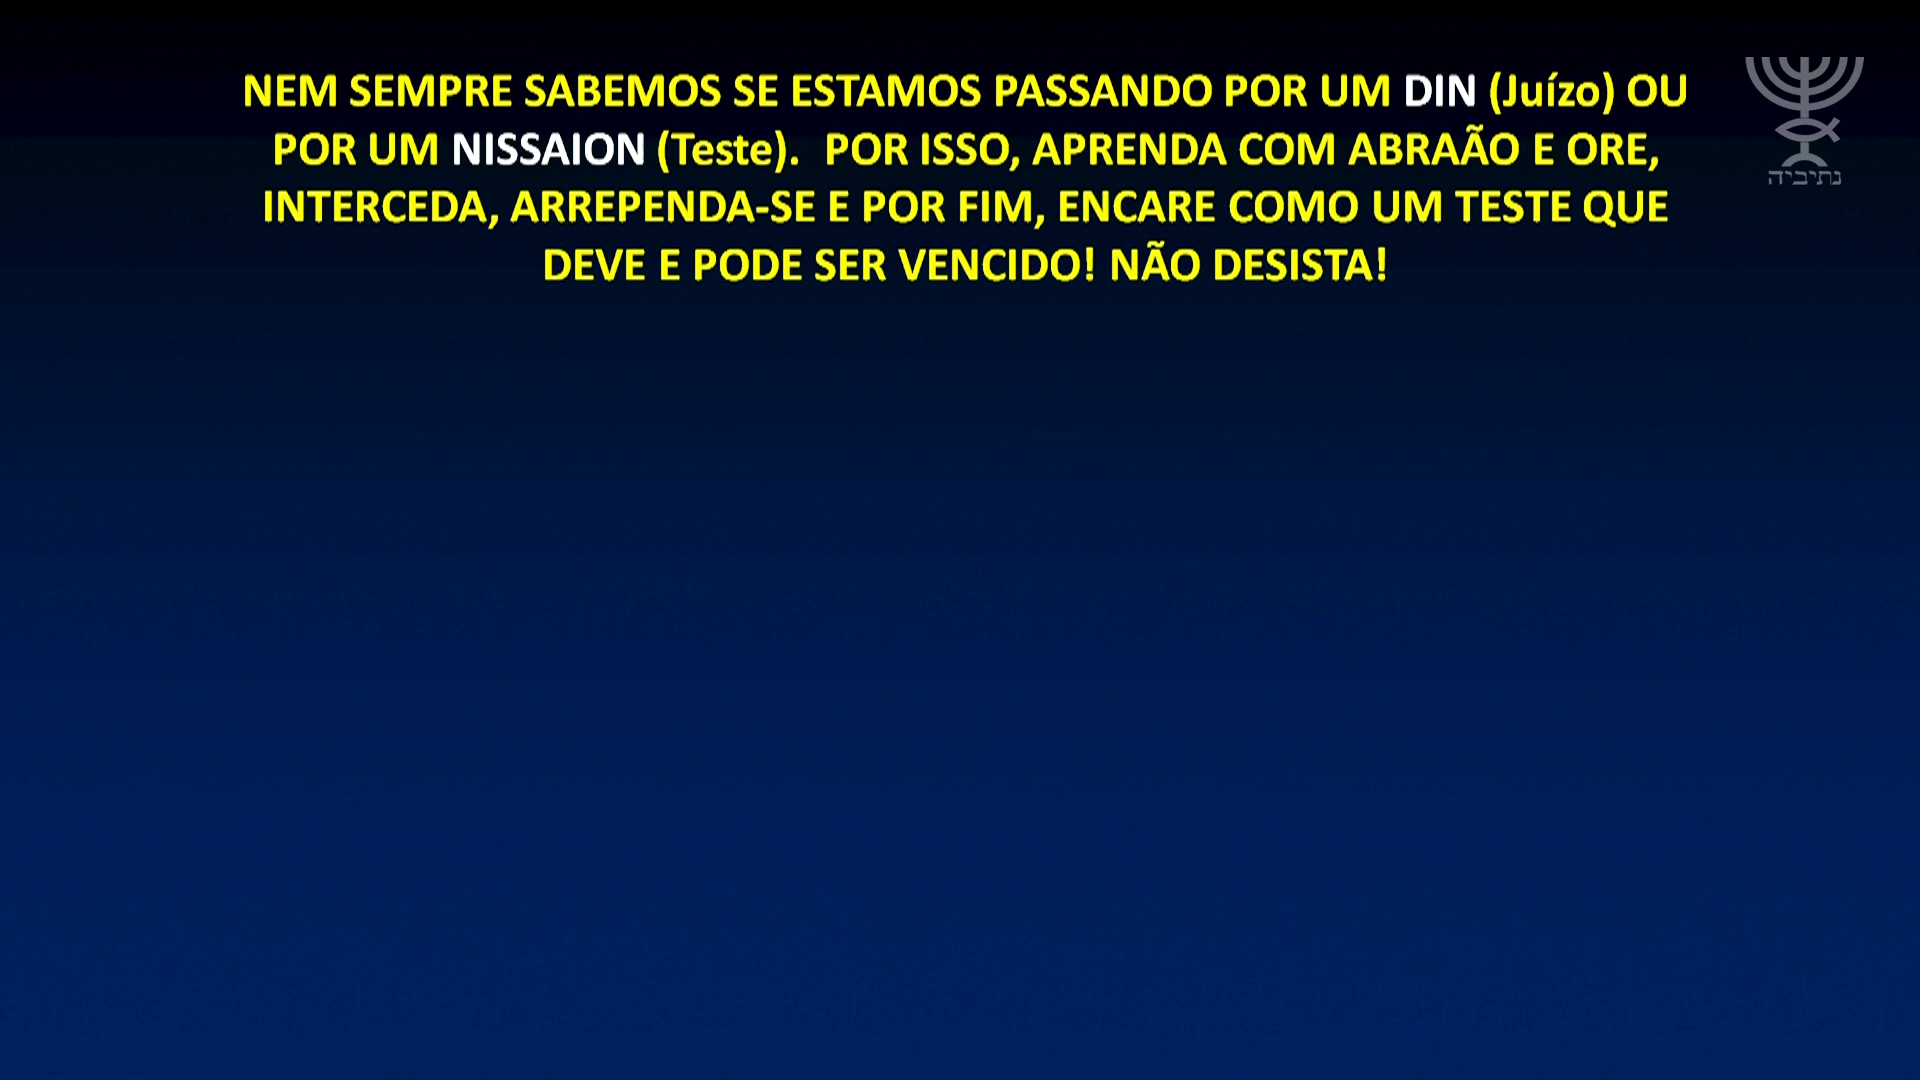 NEM SEMPRE SABEMOS SE ESTAMOS PASSANDO POR UM DIN (Juízo) OU
POR UM NISSAION (Teste).  POR ISSO, APRENDA COM ABRAÃO E ORE,
INTERCEDA, ARREPENDA-SE E POR FIM, ENCARE COMO UM TESTE QUE
DEVE E PODE SER VENCIDO! NÃO DESISTA!
נתיביה